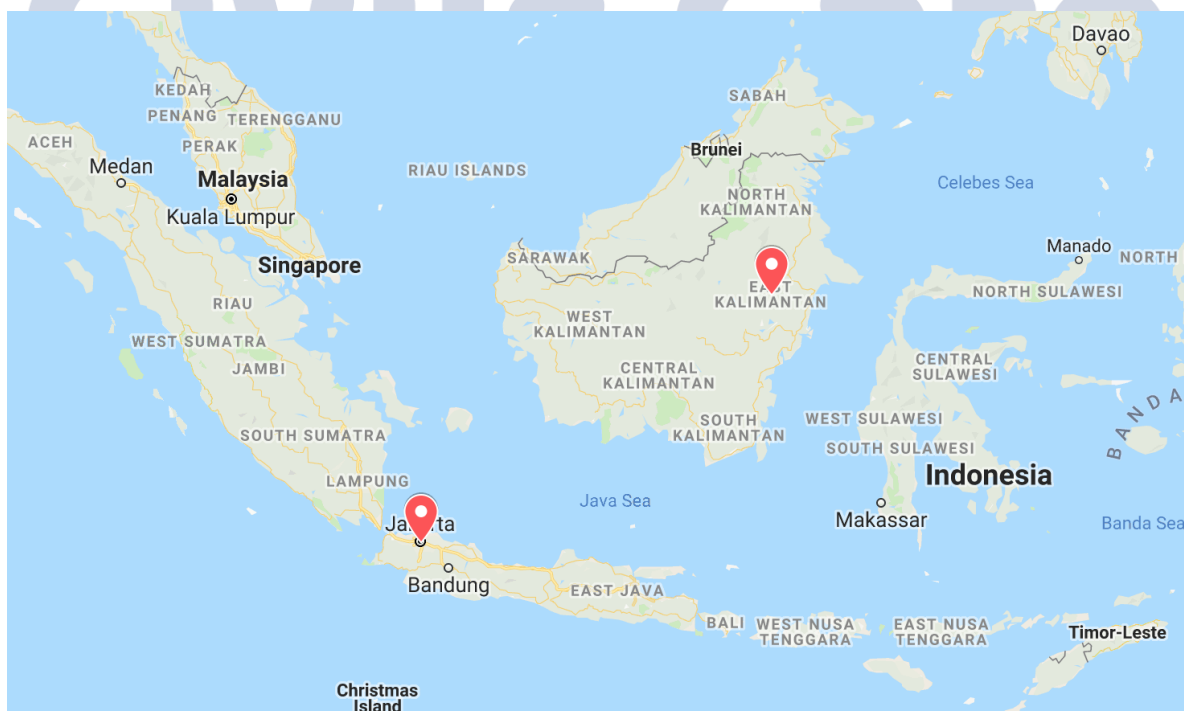 Davao
KEDAH
SABAH
PENANG
TERENGGANU
ACEH
PERAK
Brunei
Medan
RIAU ISLANDS
Malaysia
Celebes Sea
NORTH
KALIMANTAN
Kuala Lumpur
Manado
SARAWAK
NORTH
Singapore
EAST
KALIMANTAN
NORTH SULAWESI
RIAU
WEST
KALIMANTAN
WEST SUMATRA
CENTRAL
SULAWESI
JAMBI
CENTRAL
KALIMANTAN
BANDA
WEST SULAWESI
SOUTH
KALIMANTAN
SOUTH SUMATRA
SOUTH SULAWESI
Indonesia
LAMPUNG
Java Sea
Makassar
Banda Sea
Bandung
EAST JAVA
BALI
WEST NUSA
TENGGARA
EAST NUSA
TENGGARA
Timor-Leste
Christmas
Island